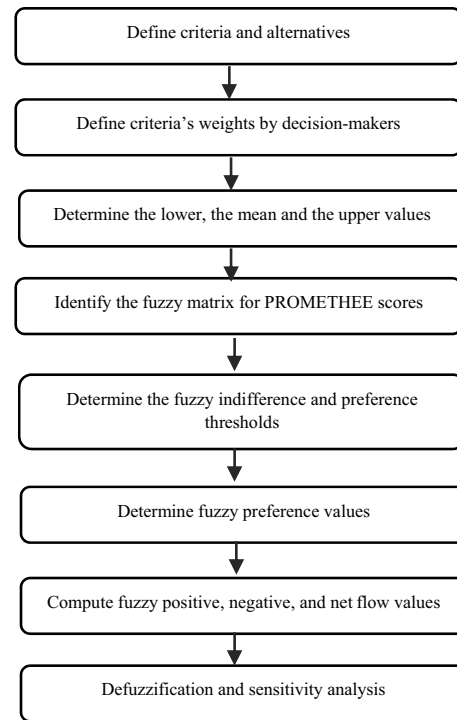 Define criteria and alternatives
Define criteria’s weights by decision-makers
Determine the lower, the mean and the upper values
Identify the fuzzy matrix for PROMETHEE scores
Determine the fuzzy indifference and preference
thresholds
Determine fuzzy preference values
Compute fuzzy positive, negative, and net flow values
Defuzzification and sensitivity analysis